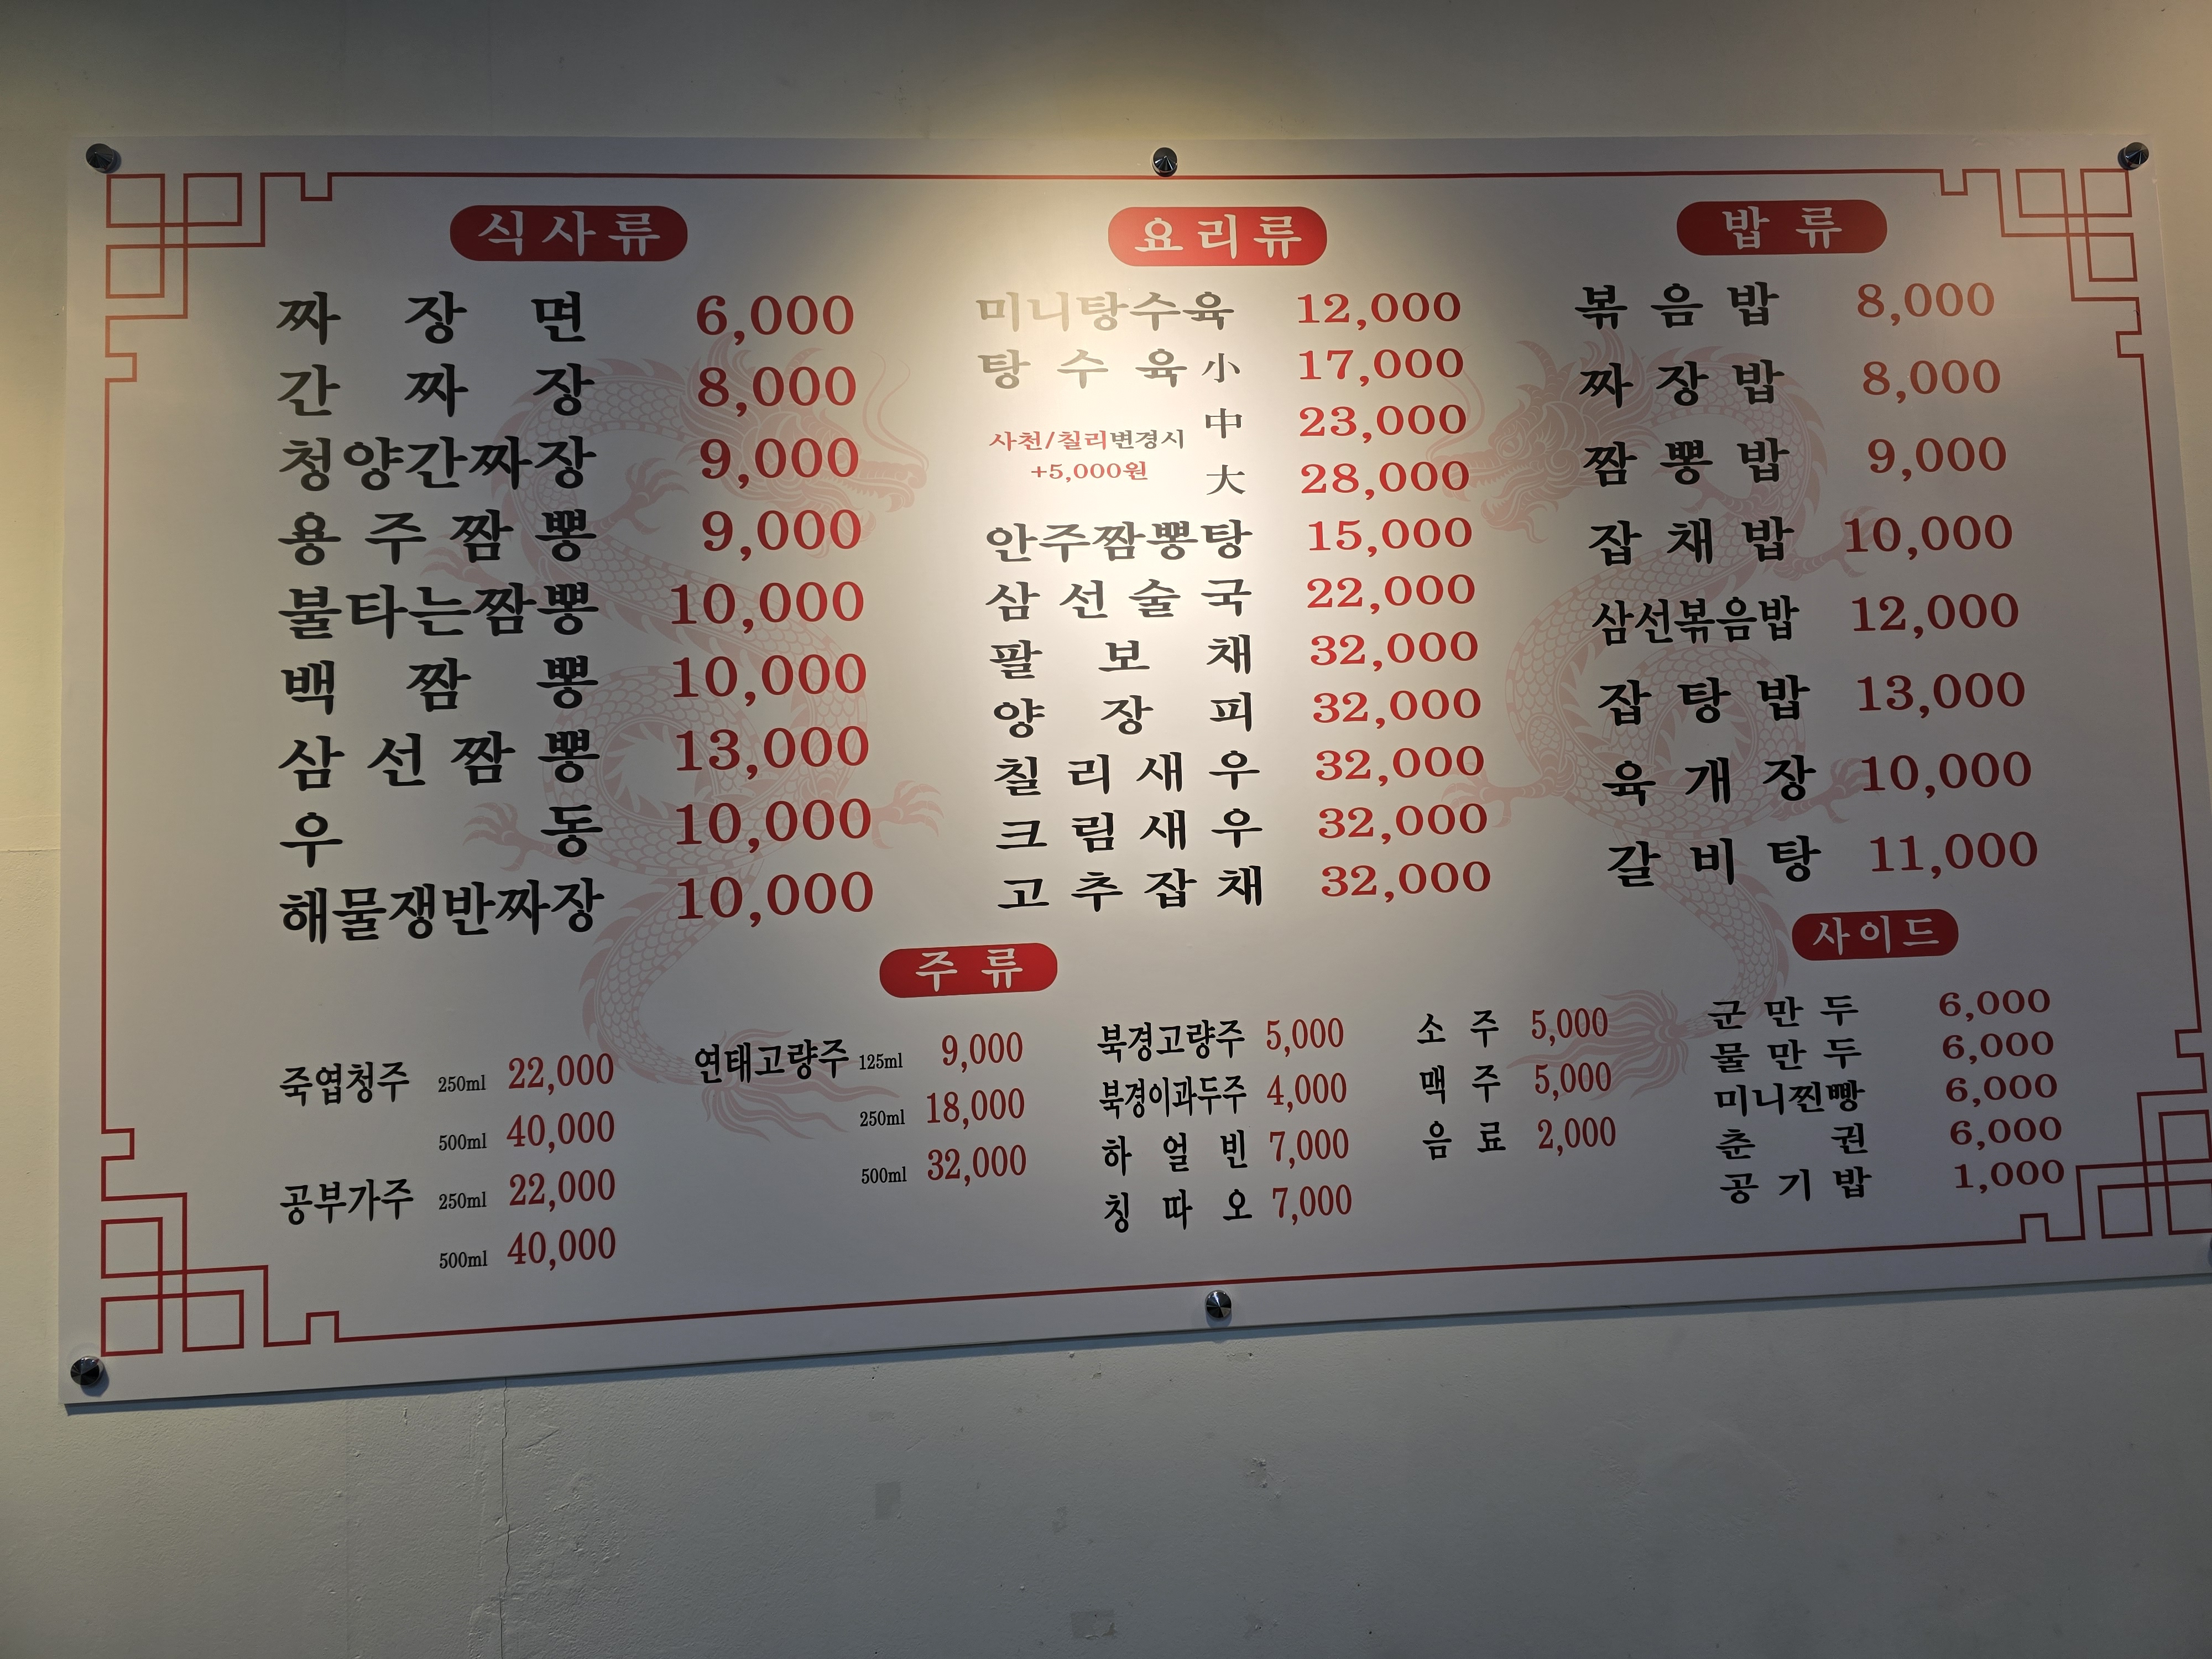 식사류
짜장면 6,000
간짜장 8,000
청양간짜장 9,000
용주짬뽕 9,000
불타는짬뽕 10,000
백짬뽕 10,000
삼선짬뽕 13,000
우동 10,000
해물쟁반짜장 10,000
요리류
미니탕수육 12,000
탕수육 小 17,000
中 23,000
사천/칠리변경시
+5,000원
大 28,000
안주짬뽕탕 15,000
삼선술국 22,000
팔보채 32,000
양장피 32,000
칠리새우 32,000
크림새우 32,000
고추잡채 32,000
밥류
볶음밥 8,000
짜장밥 8,000
짬뽕밥 9,000
잡채밥 10,000
삼선볶음밥 12,000
잡탕밥 13,000
육개장 10,000
갈비탕 11,000
주류
죽엽청주 250ml 22,000
500ml 40,000
공부가주 250ml 22,000
500ml 40,000
연태고량주 125ml 9,000
250ml 18,000
500ml 32,000
북경고량주 5,000
북경이과두주 4,000
하얼빈 7,000
칭따오 7,000
소주 5,000
맥주 5,000
음료 2,000
사이드
군만두 6,000
물만두 6,000
미니찐빵 6,000
춘권 6,000
공기밥 1,000